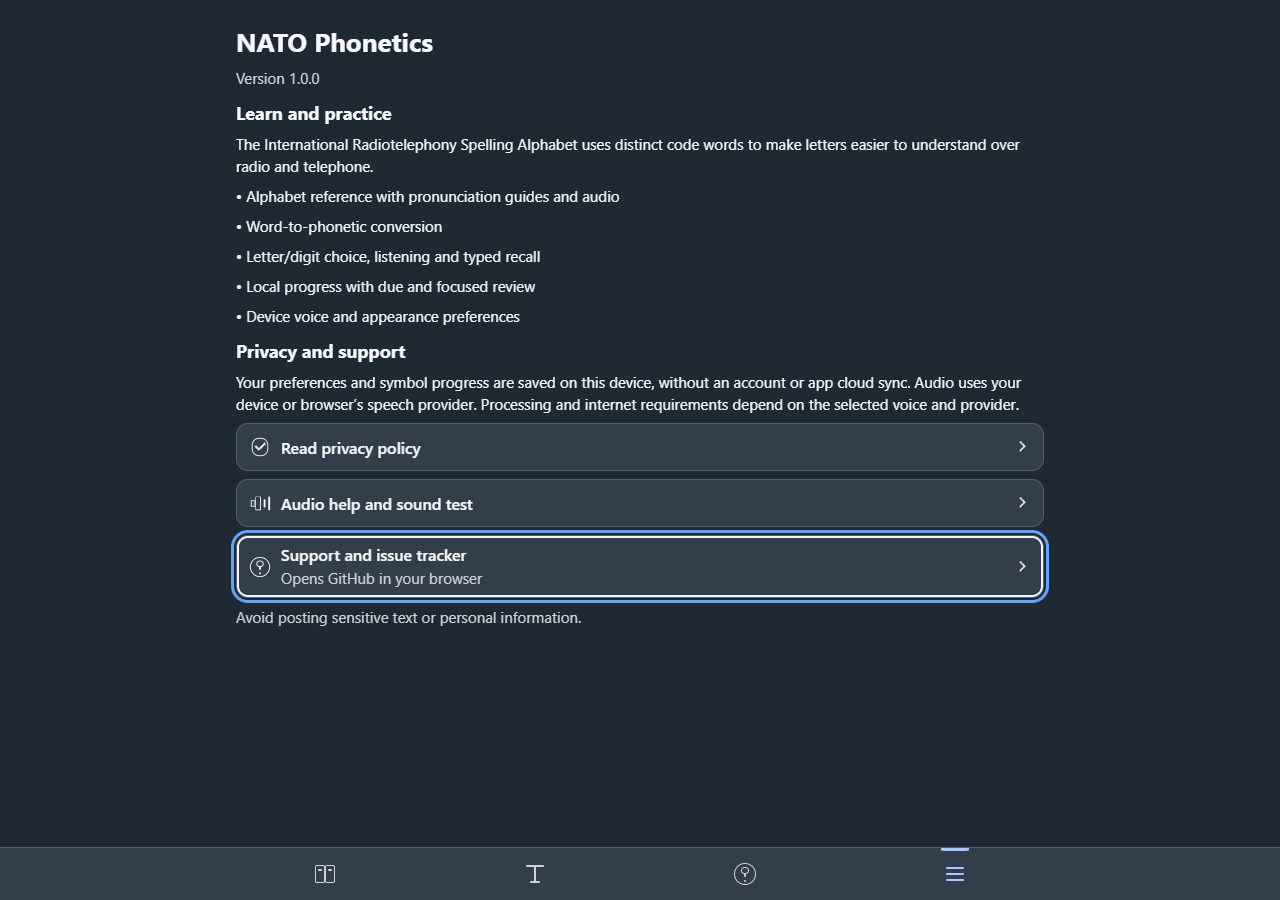 NATO Phonetics
Version 1.0.0
Learn and practice
The International Radiotelephony Spelling Alphabet uses distinct code words to make letters easier to understand over
radio and telephone.
• Alphabet reference with pronunciation guides and audio
• Word-to-phonetic conversion
• Letter/digit choice, listening and typed recall
• Local progress with due and focused review
• Device voice and appearance preferences
Privacy and support
Your preferences and symbol progress are saved on this device, without an account or app cloud sync. Audio uses your
device or browser’s speech provider. Processing and internet requirements depend on the selected voice and provider.
Read privacy policy
Audio help and sound test
Support and issue tracker
Opens GitHub in your browser
Avoid posting sensitive text or personal information.